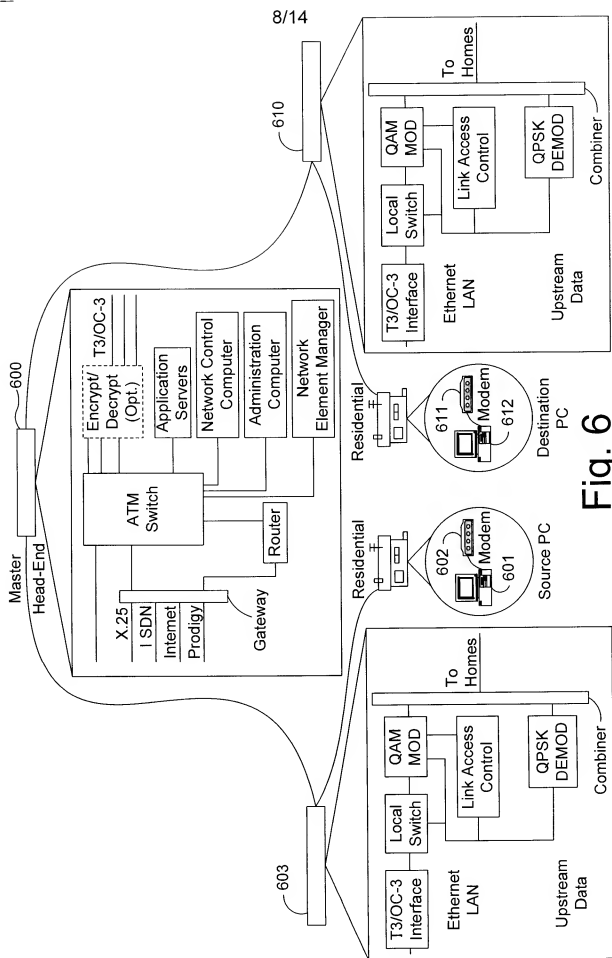 8/14
Master
Head-End
600
X.25
I SDN
Internet
Prodigy
Gateway
Router
ATM
Switch
Encrypt/
Decrypt
(Opt.)
T3/OC-3
Application
Servers
Network Control
Computer
Administration
Computer
Network
Element Manager
603
T3/OC-3
Interface
Local
Switch
QAM
MOD
Link Access
Control
QPSK
DEMOD
To
Homes
Ethernet
LAN
Upstream
Data
Combiner
Residential
602
Modem
601
Source PC
Residential
611
Modem
612
Destination
PC
610
T3/OC-3
Interface
Local
Switch
QAM
MOD
Link Access
Control
QPSK
DEMOD
To
Homes
Ethernet
LAN
Upstream
Data
Combiner
Fig. 6